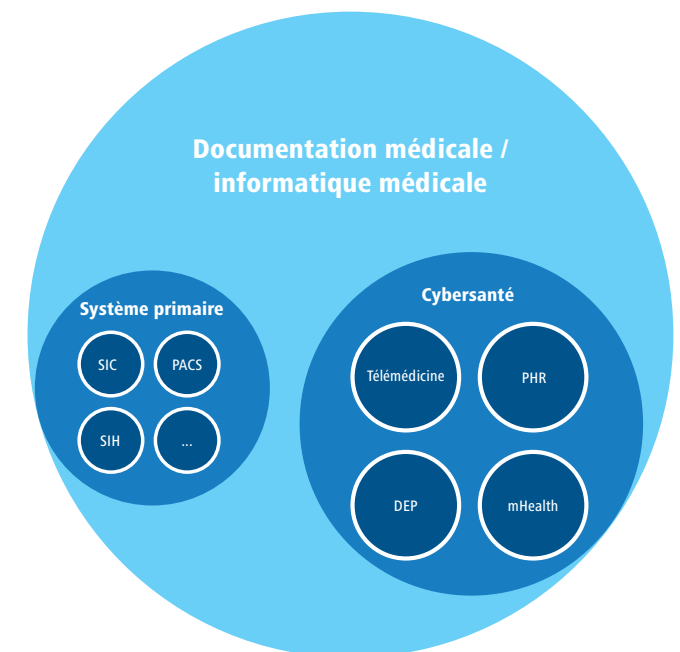 Documentation médicale /
informatique médicale
Système primaire
SIC
PACS
SIH
...
Cybersanté
Télémédicine
PHR
DEP
mHealth